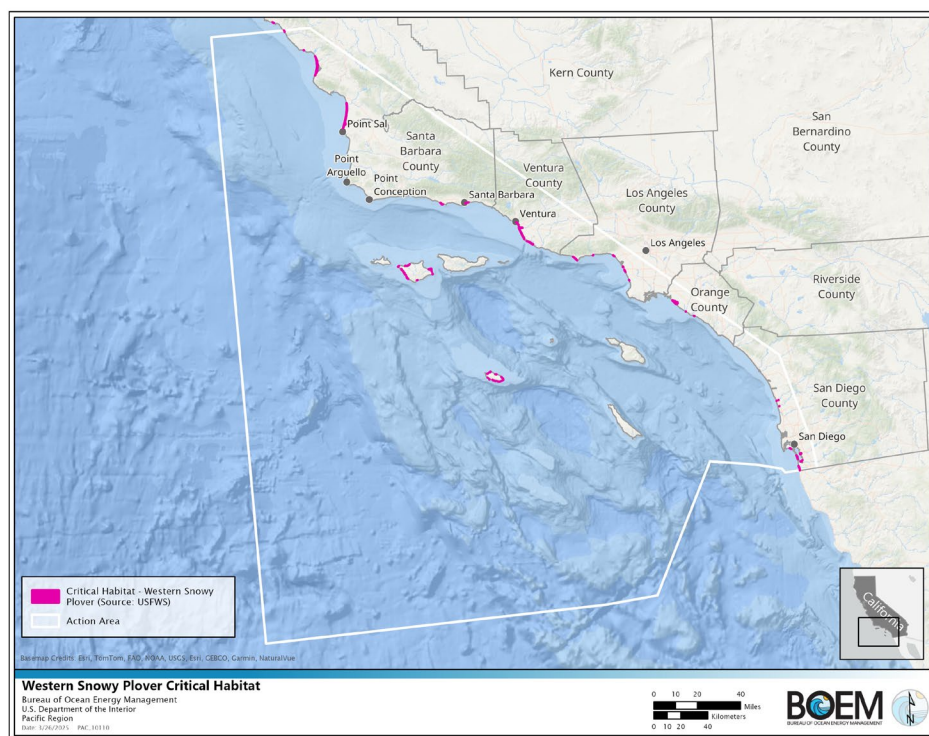 Kern County
San
Bernardino
County
Point Sal
Santa
Barbara
County
Point
Arguello
Point
Conception
Ventura
County
Santa Barbara
Los Angeles
County
Ventura
Los Angeles
Riverside
County
Orange
County
San Diego
County
San Diego
Critical Habitat - Western Snowy
Plover (Source: USFWS)
Action Area
California
Basemap Credits: Esri, TomTom, FAO, NOAA, USGS, Esri, GEBCO, Garmin, NaturalVue
Western Snowy Plover Critical Habitat
Bureau of Ocean Energy Management
U.S. Department of the Interior
Pacific Region
Date: 3/26/2025 PAC_10110
0 10 20 40
Miles
Kilometers
0 10 20 40
BOEM
BUREAU OF OCEAN ENERGY MANAGEMENT
N